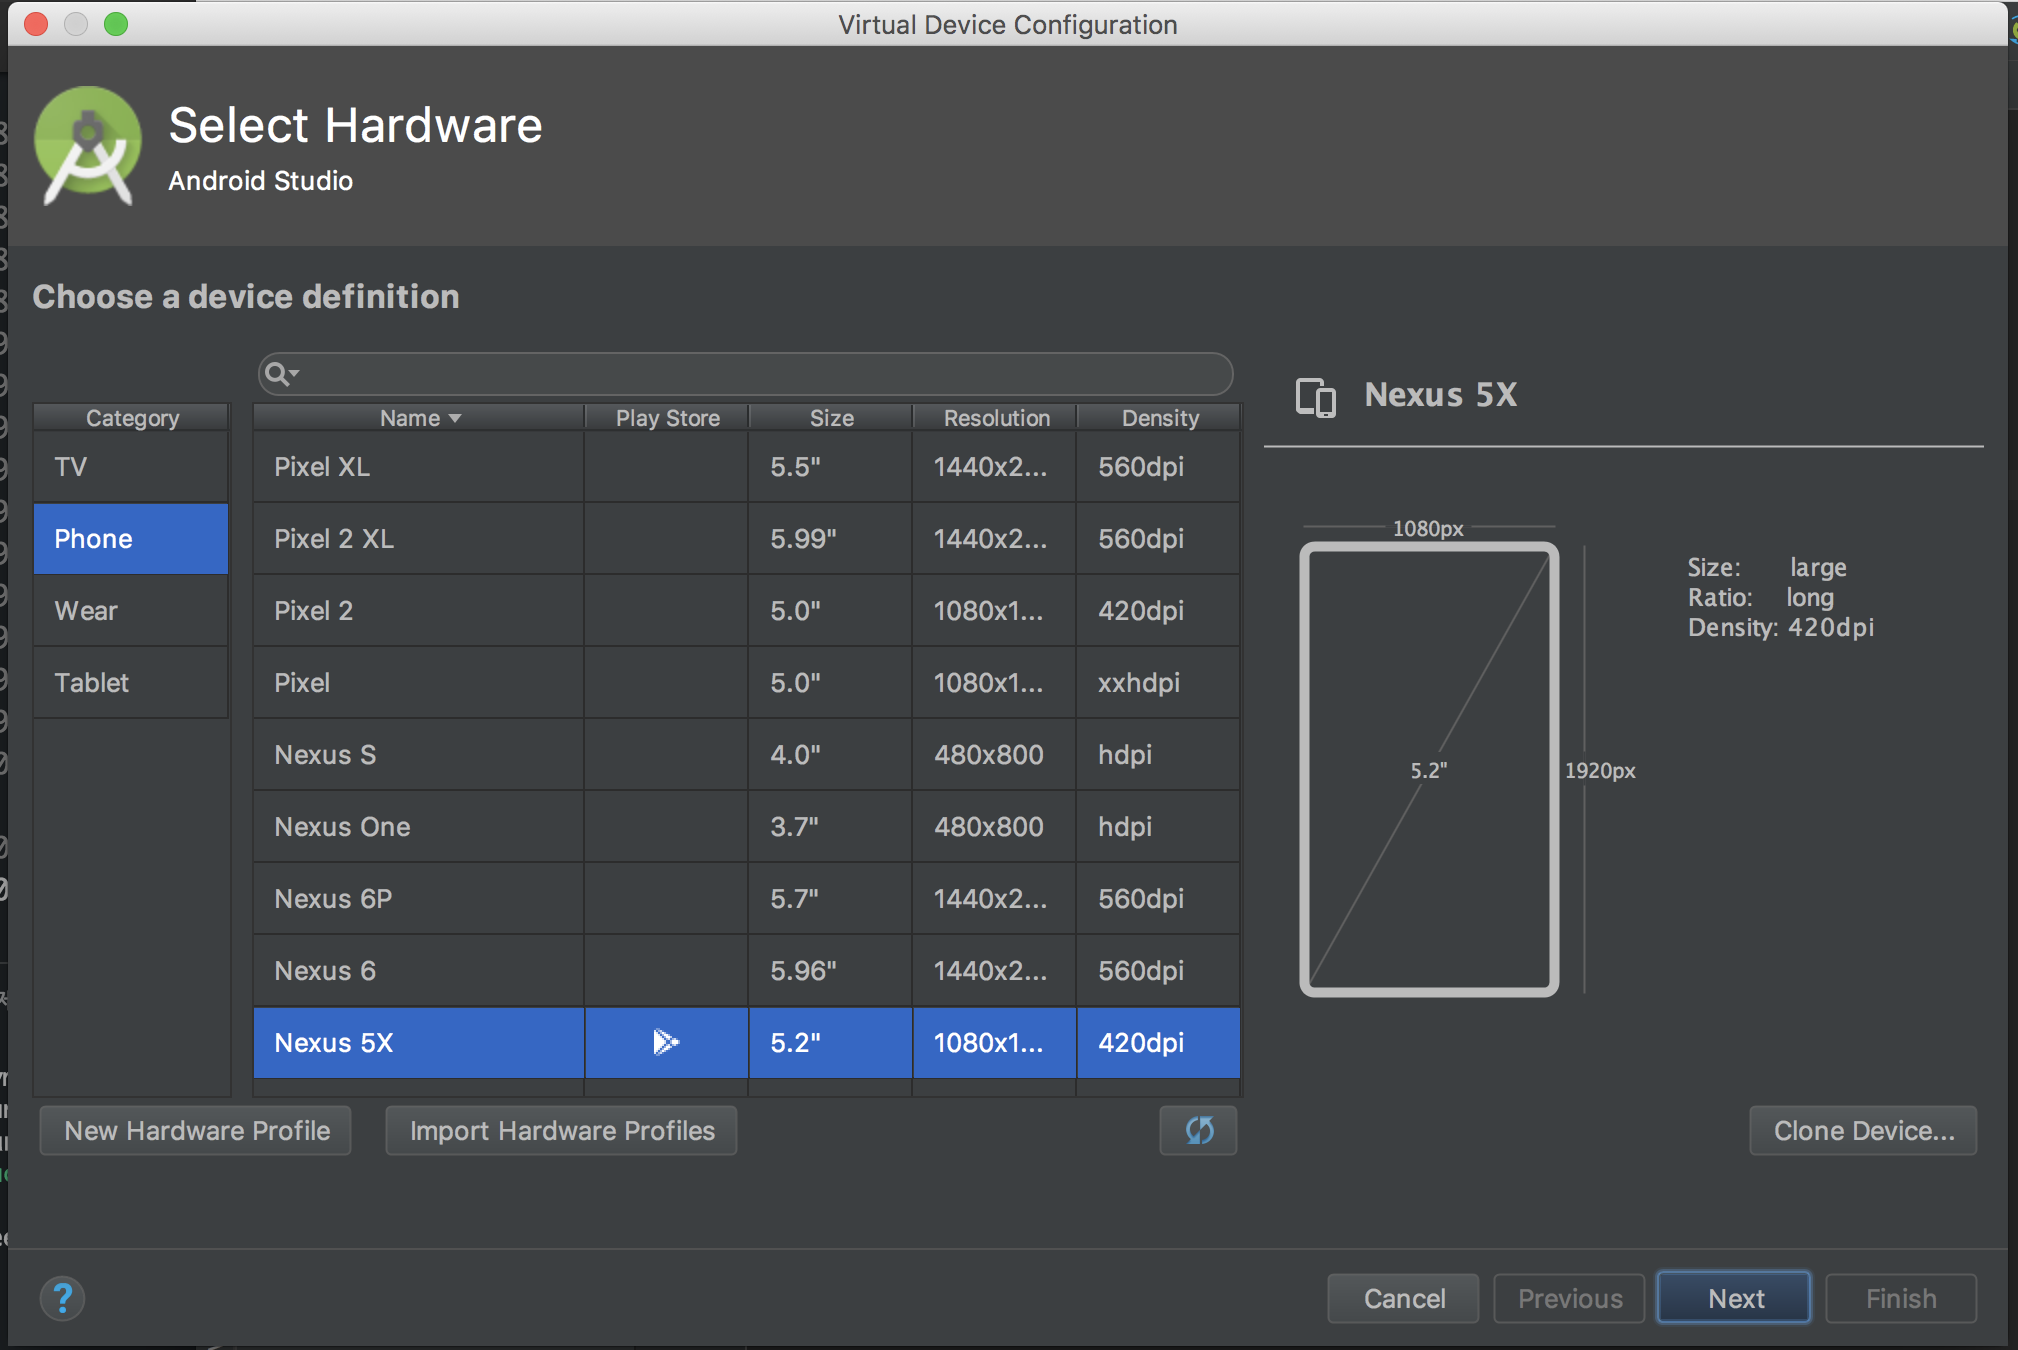 Virtual Device Configuration
Select Hardware
Android Studio
Choose a device definition
Category
TV
Phone
Wear
Tablet
Name Play Store Size Resolution Density
Pixel XL 5.5" 1440x2... 560dpi
Pixel 2 XL 5.99" 1440x2... 560dpi
Pixel 2 5.0" 1080x1... 420dpi
Pixel 5.0" 1080x1... xxhdpi
Nexus S 4.0" 480x800 hdpi
Nexus One 3.7" 480x800 hdpi
Nexus 6P 5.7" 1440x2... 560dpi
Nexus 6 5.96" 1440x2... 560dpi
Nexus 5X 5.2" 1080x1... 420dpi
Nexus 5X
1080px
5.2"
1920px
Size: large
Ratio: long
Density: 420dpi
New Hardware Profile
Import Hardware Profiles
Clone Device...
?
Cancel
Previous
Next
Finish